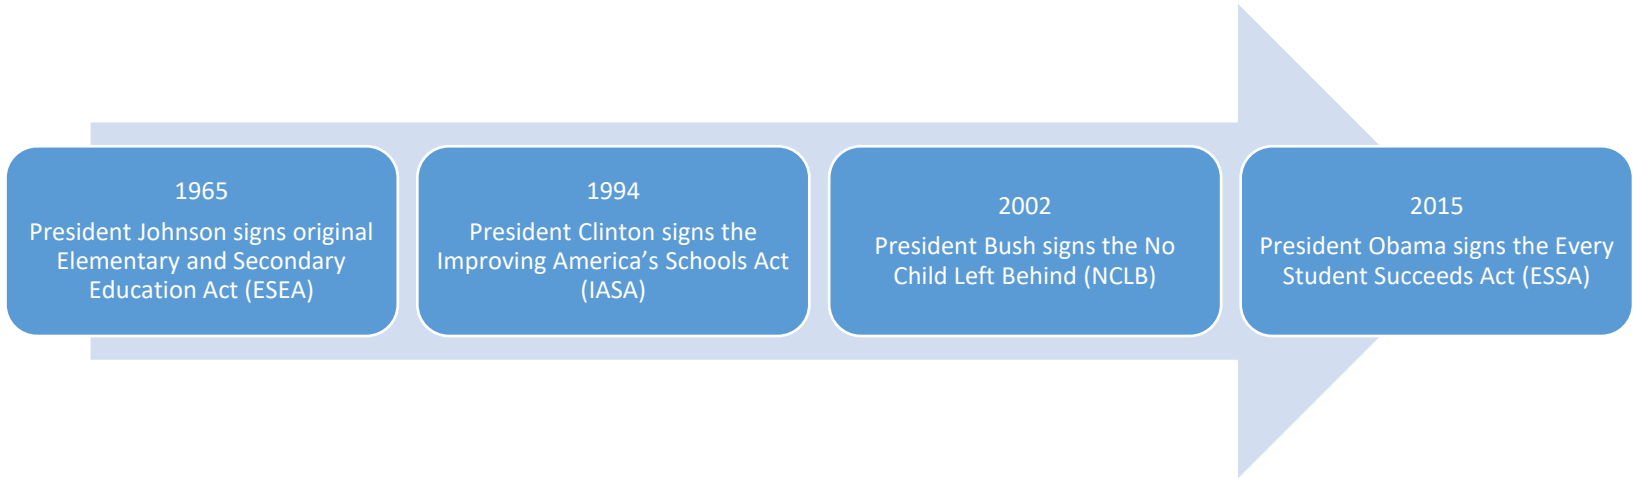 1965
President Johnson signs original
Elementary and Secondary
Education Act (ESEA)
1994
President Clinton signs the
Improving America’s Schools Act
(IASA)
2002
President Bush signs the No
Child Left Behind (NCLB)
2015
President Obama signs the Every
Student Succeeds Act (ESSA)